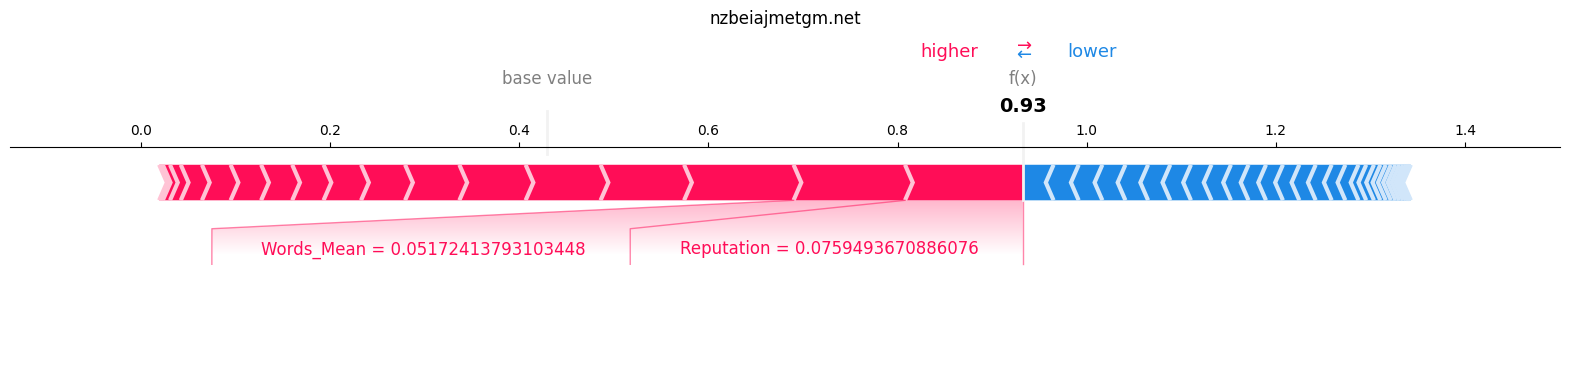 nzbeiajmetgm.net
higher → ← lower
base value f(x)
0.93
0.0 0.2 0.4 0.6 0.8 1.0 1.2 1.4
Words_Mean = 0.05172413793103448 Reputation = 0.0759493670886076